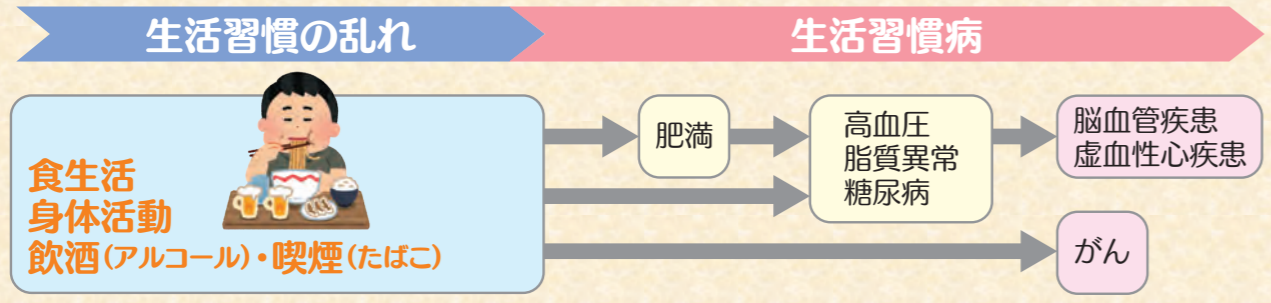 生活習慣の乱れ
生活習慣病
食生活
身体活動
飲酒(アルコール)・喫煙(たばこ)
肥満
高血圧
脂質異常
糖尿病
脳血管疾患
虚血性心疾患
がん